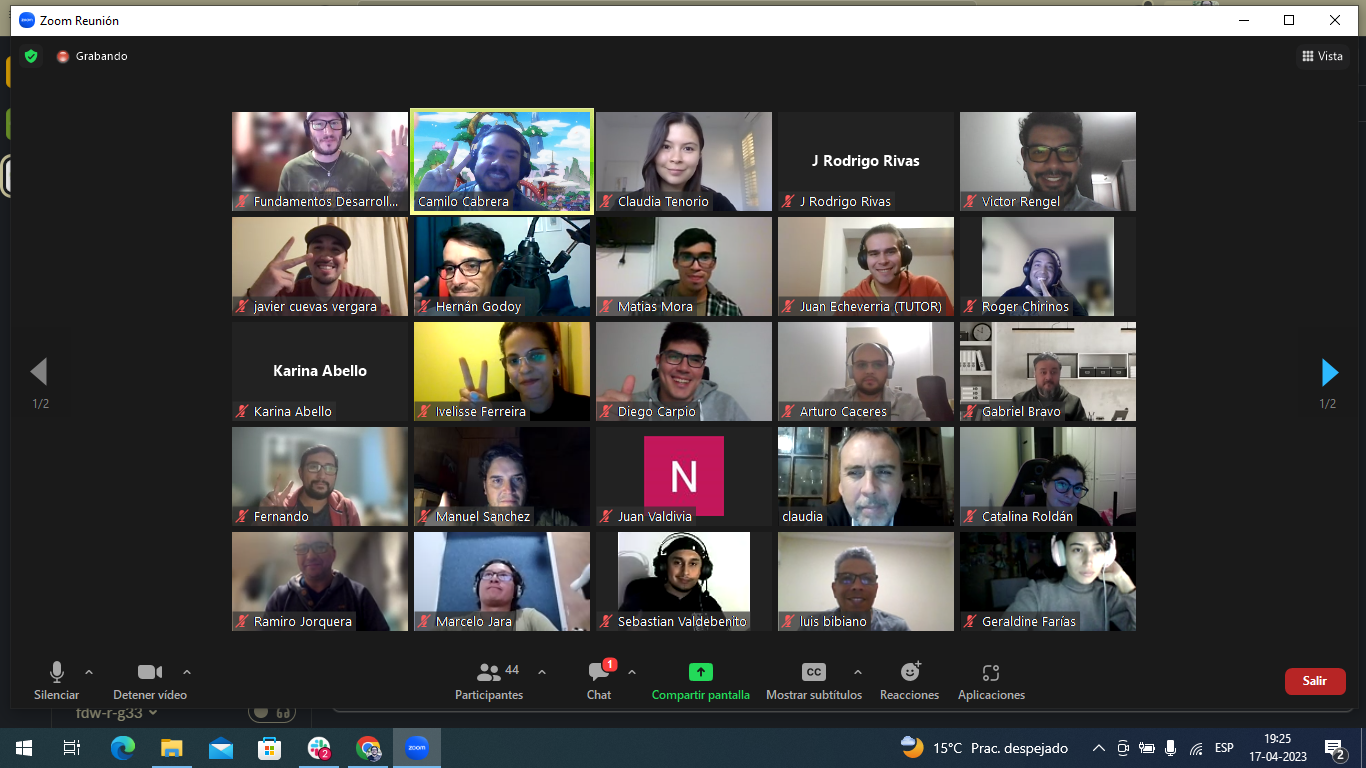 zoom Zoom Reunión
Grabando
Vista
Fundamentos Desarroll...
Camilo Cabrera
Claudia Tenorio
J Rodrigo Rivas
J Rodrigo Rivas
Victor Rengel
javier cuevas vergara
Hernán Godoy
Matías Mora
Juan Echeverria (TUTOR)
Roger Chirinos
Karina Abello
Karina Abello
Ivelisse Ferreira
Diego Carpio
Arturo Caceres
Gabriel Bravo
1/2
1/2
Fernando
Manuel Sanchez
N
Juan Valdivia
claudia
Catalina Roldán
Ramiro Jorquera
Marcelo Jara
Sebastian Valdebenito
luis bibiano
Geraldine Farías
Silenciar
Detener vídeo
44
Participantes
1
Chat
Compartir pantalla
CC
Mostrar subtítulos
Reacciones
Aplicaciones
Salir
fdw-r-g33
2
zoom
15°C Prac. despejado
ESP
19:25
17-04-2023
2